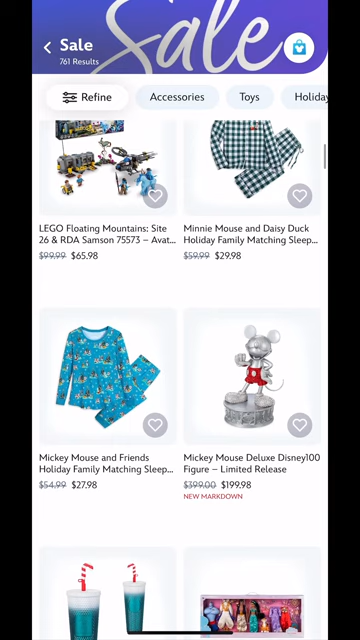 Sale
Sale
761 Results
Refine
Accessories
Toys
Holiday
LEGO Floating Mountains: Site
26 & RDA Samson 75573 – Avat...
$99.99 $65.98
Minnie Mouse and Daisy Duck
Holiday Family Matching Sleep...
$59.99 $29.98
Mickey Mouse and Friends
Holiday Family Matching Sleep...
$54.99 $27.98
Mickey Mouse Deluxe Disney100
Figure – Limited Release
$399.00 $199.98
NEW MARKDOWN